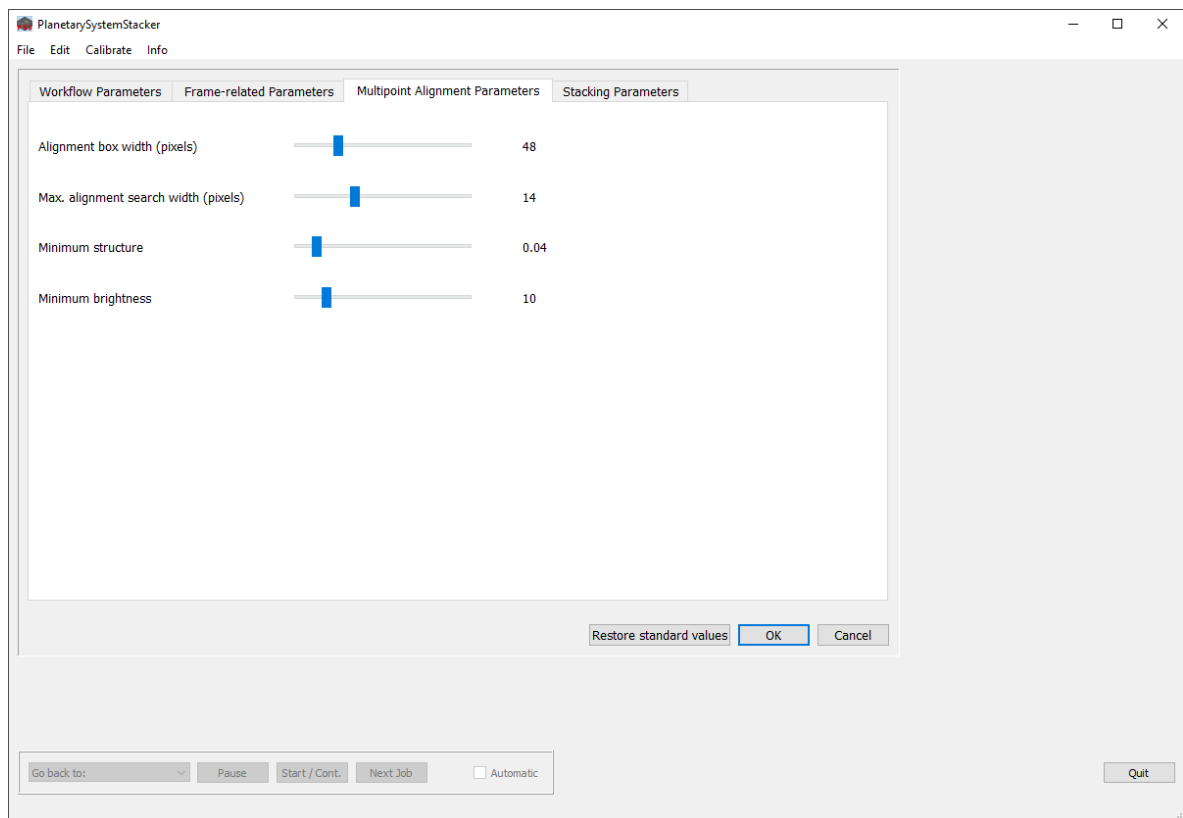 PlanetarySystemStacker
File Edit Calibrate Info
Workflow Parameters Frame-related Parameters Multipoint Alignment Parameters Stacking Parameters
Alignment box width (pixels) 48
Max. alignment search width (pixels) 14
Minimum structure 0.04
Minimum brightness 10
Restore standard values OK Cancel
Go back to: Pause Start / Cont. Next Job Automatic Quit